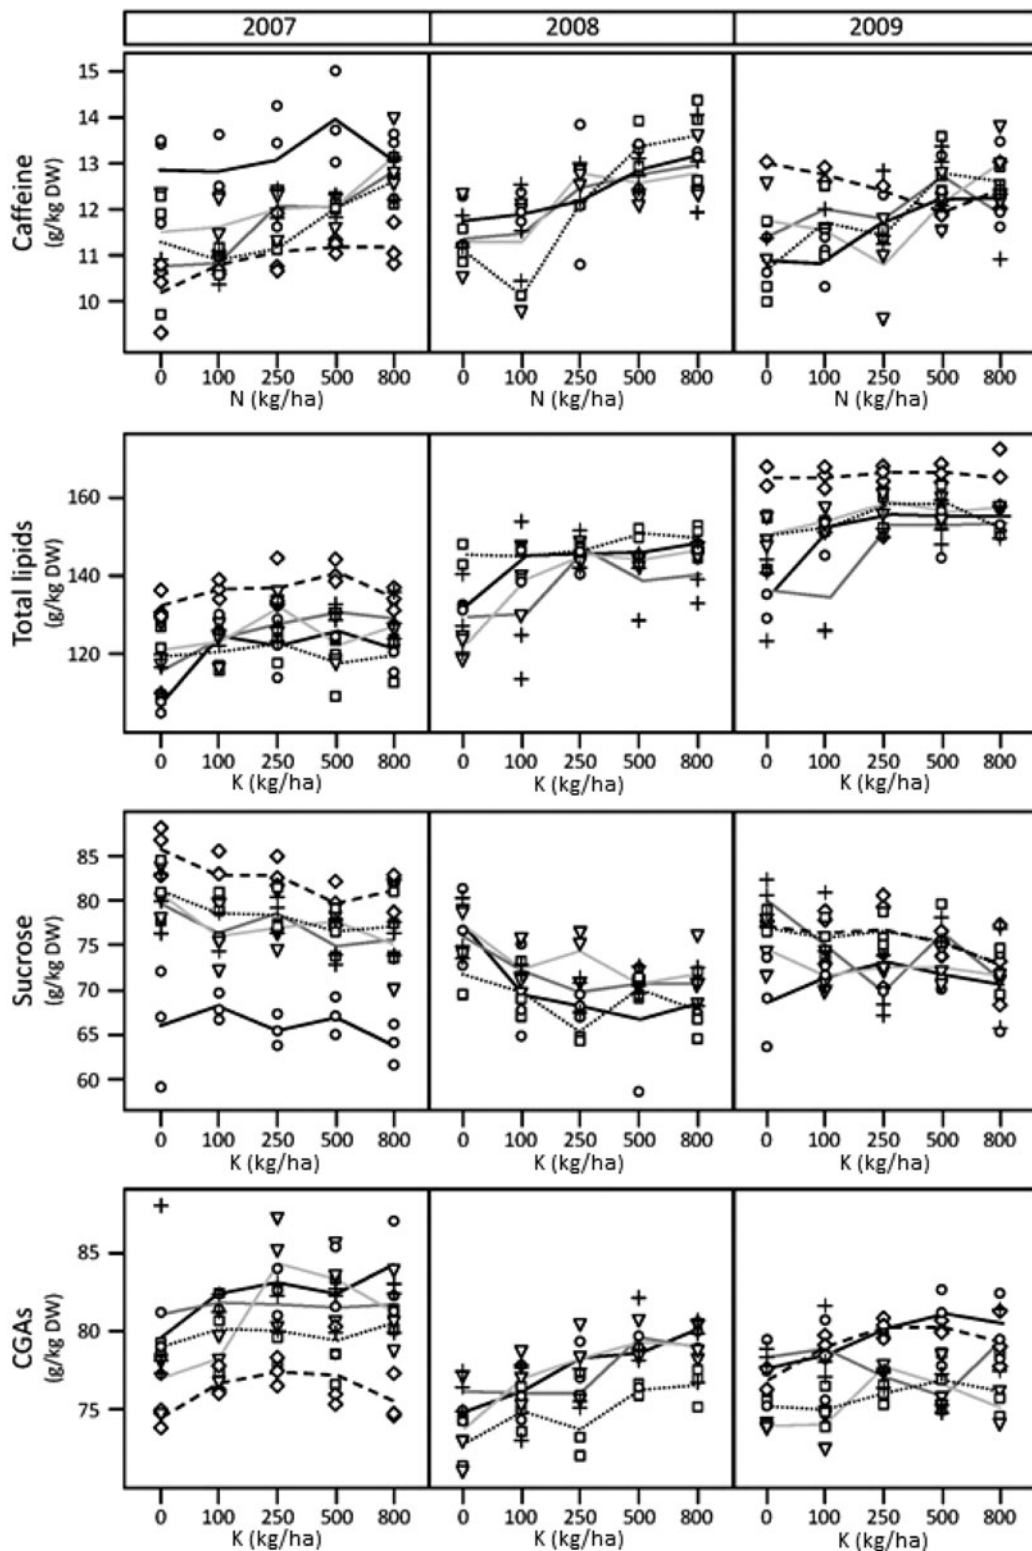 2007 2008 2009
Caffeine
(g/kg DW)
15
14
13
12
11
10
0 100 250 500 800 0 100 250 500 800 0 100 250 500 800
N (kg/ha) N (kg/ha) N (kg/ha)
Total lipids
(g/kg DW)
160
140
120
0 100 250 500 800 0 100 250 500 800 0 100 250 500 800
K (kg/ha) K (kg/ha) K (kg/ha)
Sucrose
(g/kg DW)
85
80
75
70
65
60
0 100 250 500 800 0 100 250 500 800 0 100 250 500 800
K (kg/ha) K (kg/ha) K (kg/ha)
CGAs
(g/kg DW)
85
80
75
0 100 250 500 800 0 100 250 500 800 0 100 250 500 800
K (kg/ha) K (kg/ha) K (kg/ha)